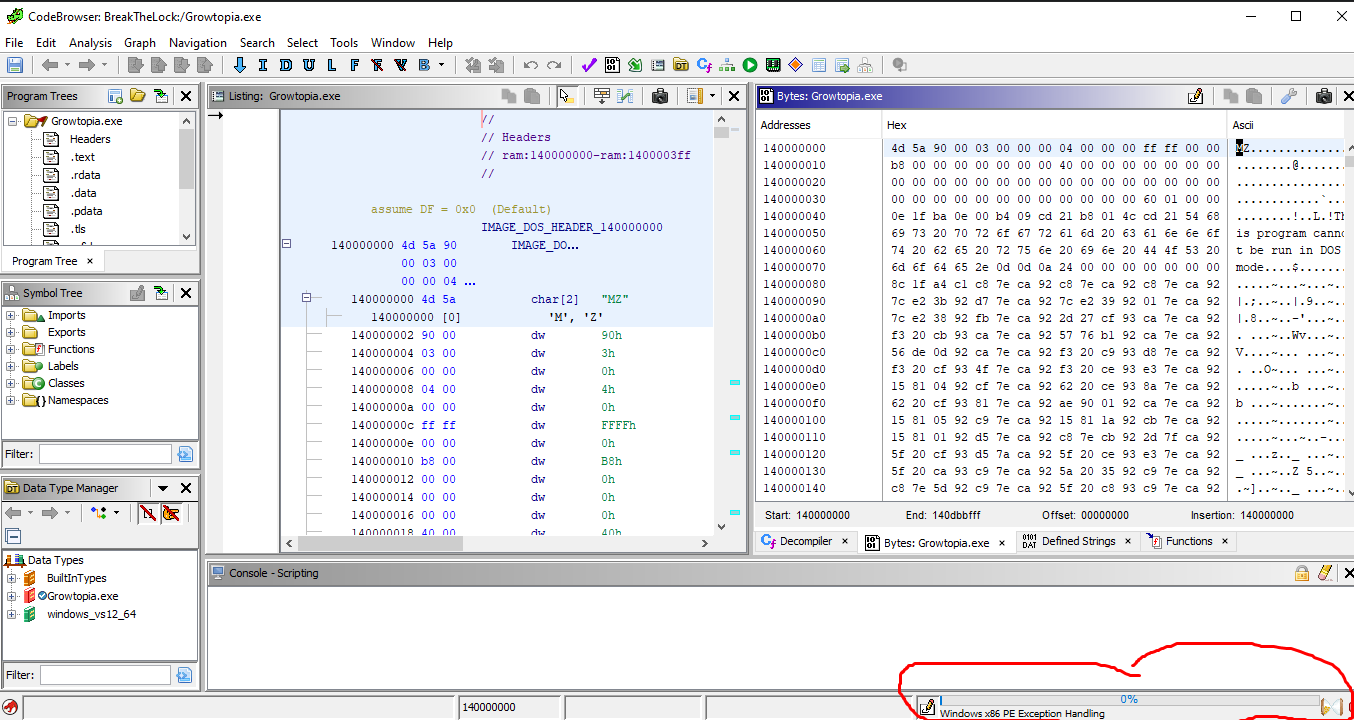 CodeBrowser: BreakTheLock:/Growtopia.exe
File Edit Analysis Graph Navigation Search Select Tools Window Help
I D U L F F V B
Program Trees
Growtopia.exe
Headers
.text
.rdata
.data
.pdata
.tls
Program Tree ×
Symbol Tree
Imports
Exports
Functions
Labels
Classes
Namespaces
Filter:
Data Type Manager
Data Types
BuiltInTypes
Growtopia.exe
windows_vs12_64
Filter:
Listing: Growtopia.exe
//
// Headers
// ram:140000000-ram:1400003ff
//
assume DF = 0x0 (Default)
IMAGE_DOS_HEADER_140000000
140000000 4d 5a 90 IMAGE_DO...
00 03 00
00 00 04 ...
140000000 4d 5a char[2] "MZ"
140000000 [0] 'M', 'Z'
140000002 90 00 dw 90h
140000004 03 00 dw 3h
140000006 00 00 dw 0h
140000008 04 00 dw 4h
14000000a 00 00 dw 0h
14000000c ff ff dw FFFFh
14000000e 00 00 dw 0h
140000010 b8 00 dw B8h
140000012 00 00 dw 0h
140000014 00 00 dw 0h
140000016 00 00 dw 0h
140000018 40 00 dw 40h
Bytes: Growtopia.exe
Addresses Hex Ascii
140000000 4d 5a 90 00 03 00 00 00 04 00 00 00 ff ff 00 00 MZ..............
140000010 b8 00 00 00 00 00 00 00 40 00 00 00 00 00 00 00 ........@.......
140000020 00 00 00 00 00 00 00 00 00 00 00 00 00 00 00 00 ................
140000030 00 00 00 00 00 00 00 00 00 00 00 00 60 01 00 00 ............`...
140000040 0e 1f ba 0e 00 b4 09 cd 21 b8 01 4c cd 21 54 68 ........!..L.!Th
140000050 69 73 20 70 72 6f 67 72 61 6d 20 63 61 6e 6e 6f is program canno
140000060 74 20 62 65 20 72 75 6e 20 69 6e 20 44 4f 53 20 t be run in DOS
140000070 6d 6f 64 65 2e 0d 0d 0a 24 00 00 00 00 00 00 00 mode....$.......
140000080 8c 1f a4 c1 c8 7e ca 92 c8 7e ca 92 c8 7e ca 92 .....~...~...~..
140000090 7c e2 3b 92 d7 7e ca 92 7c e2 39 92 01 7e ca 92 |.;..~..|.9..~..
1400000a0 7c e2 38 92 fb 7e ca 92 2d 27 cf 93 ca 7e ca 92 |.8..~..-'...~..
1400000b0 f3 20 cb 93 ca 7e ca 92 57 76 b1 92 ca 7e ca 92 . ...~..Wv...~..
1400000c0 56 de 0d 92 ca 7e ca 92 f3 20 c9 93 d8 7e ca 92 V....~... ...~..
1400000d0 f3 20 cf 93 4f 7e ca 92 f3 20 ce 93 e3 7e ca 92 . ..O~... ...~..
1400000e0 15 81 04 92 cf 7e ca 92 62 20 ce 93 8a 7e ca 92 .....~..b ...~..
1400000f0 62 20 cf 93 81 7e ca 92 ae 90 01 92 ca 7e ca 92 b ...~.......~..
140000100 15 81 05 92 c9 7e ca 92 15 81 1a 92 cb 7e ca 92 .....~.......~..
140000110 15 81 01 92 d5 7e ca 92 c8 7e cb 92 2d 7f ca 92 .....~...~..-...
140000120 5f 20 cf 93 d5 7a ca 92 5f 20 ce 93 e3 7e ca 92 _ ...z.._ ...~..
140000130 5f 20 ca 93 c9 7e ca 92 5a 20 35 92 c9 7e ca 92 _ ...~..Z 5..~..
140000140 c8 7e 5d 92 c9 7e ca 92 5f 20 c8 93 c9 7e ca 92 .~]..~.._ ...~..
Start: 140000000 End: 140dbbfff Offset: 00000000 Insertion: 140000000
Decompiler × Bytes: Growtopia.exe × Defined Strings × Functions ×
Console - Scripting
140000000
0%
Windows x86 PE Exception Handling